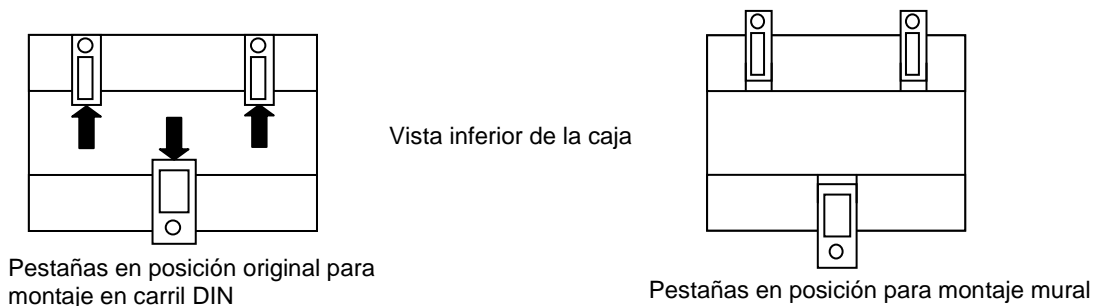 Vista inferior de la caja
Pestañas en posición original para
montaje en carril DIN
Pestañas en posición para montaje mural